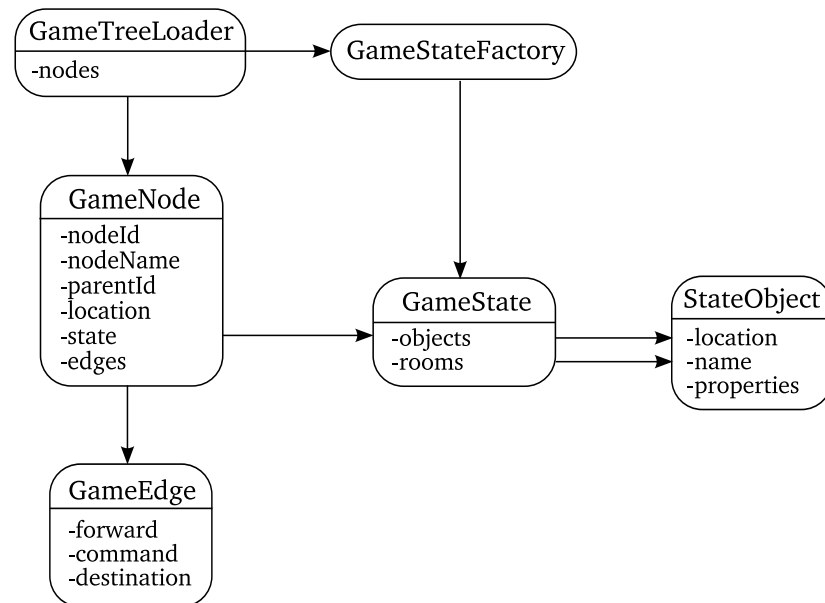 GameTreeLoader
-nodes
GameStateFactory
GameNode
-nodeId
-nodeName
-parentId
-location
-state
-edges
GameState
-objects
-rooms
StateObject
-location
-name
-properties
GameEdge
-forward
-command
-destination